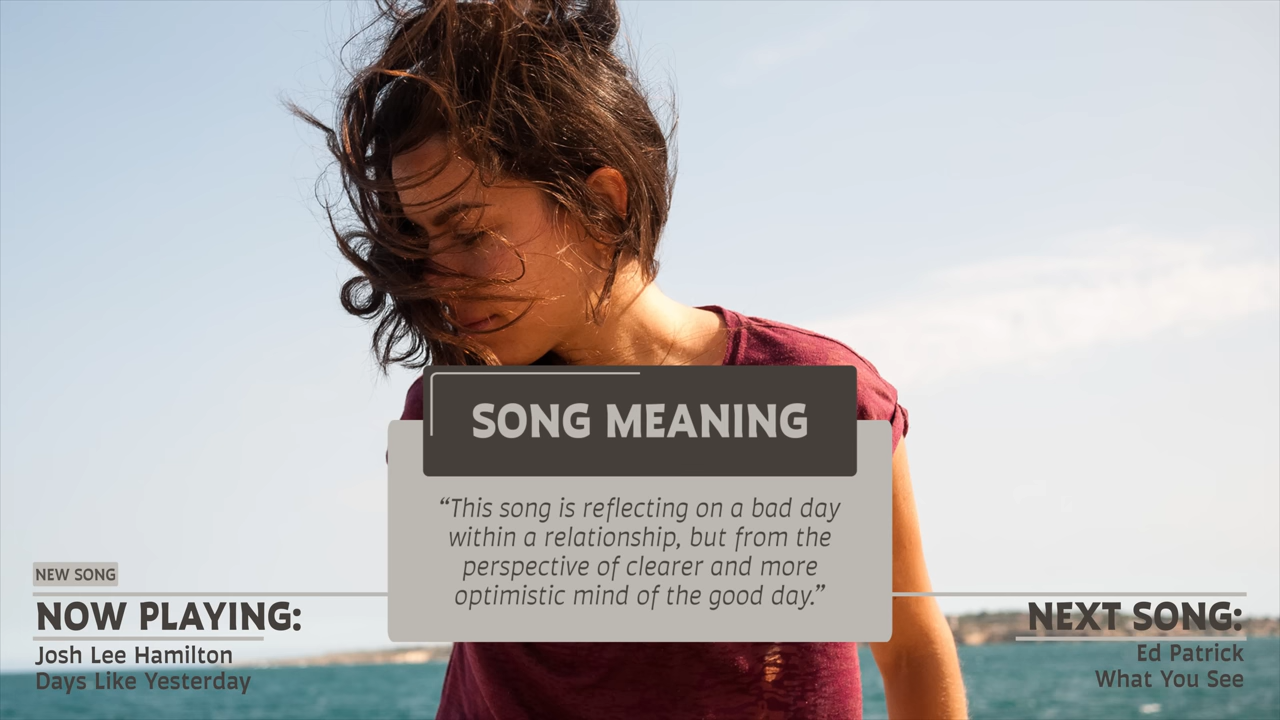 SONG MEANING
“This song is reflecting on a bad day
within a relationship, but from the
perspective of clearer and more
optimistic mind of the good day.”
NEW SONG
NOW PLAYING:
Josh Lee Hamilton
Days Like Yesterday
NEXT SONG:
Ed Patrick
What You See